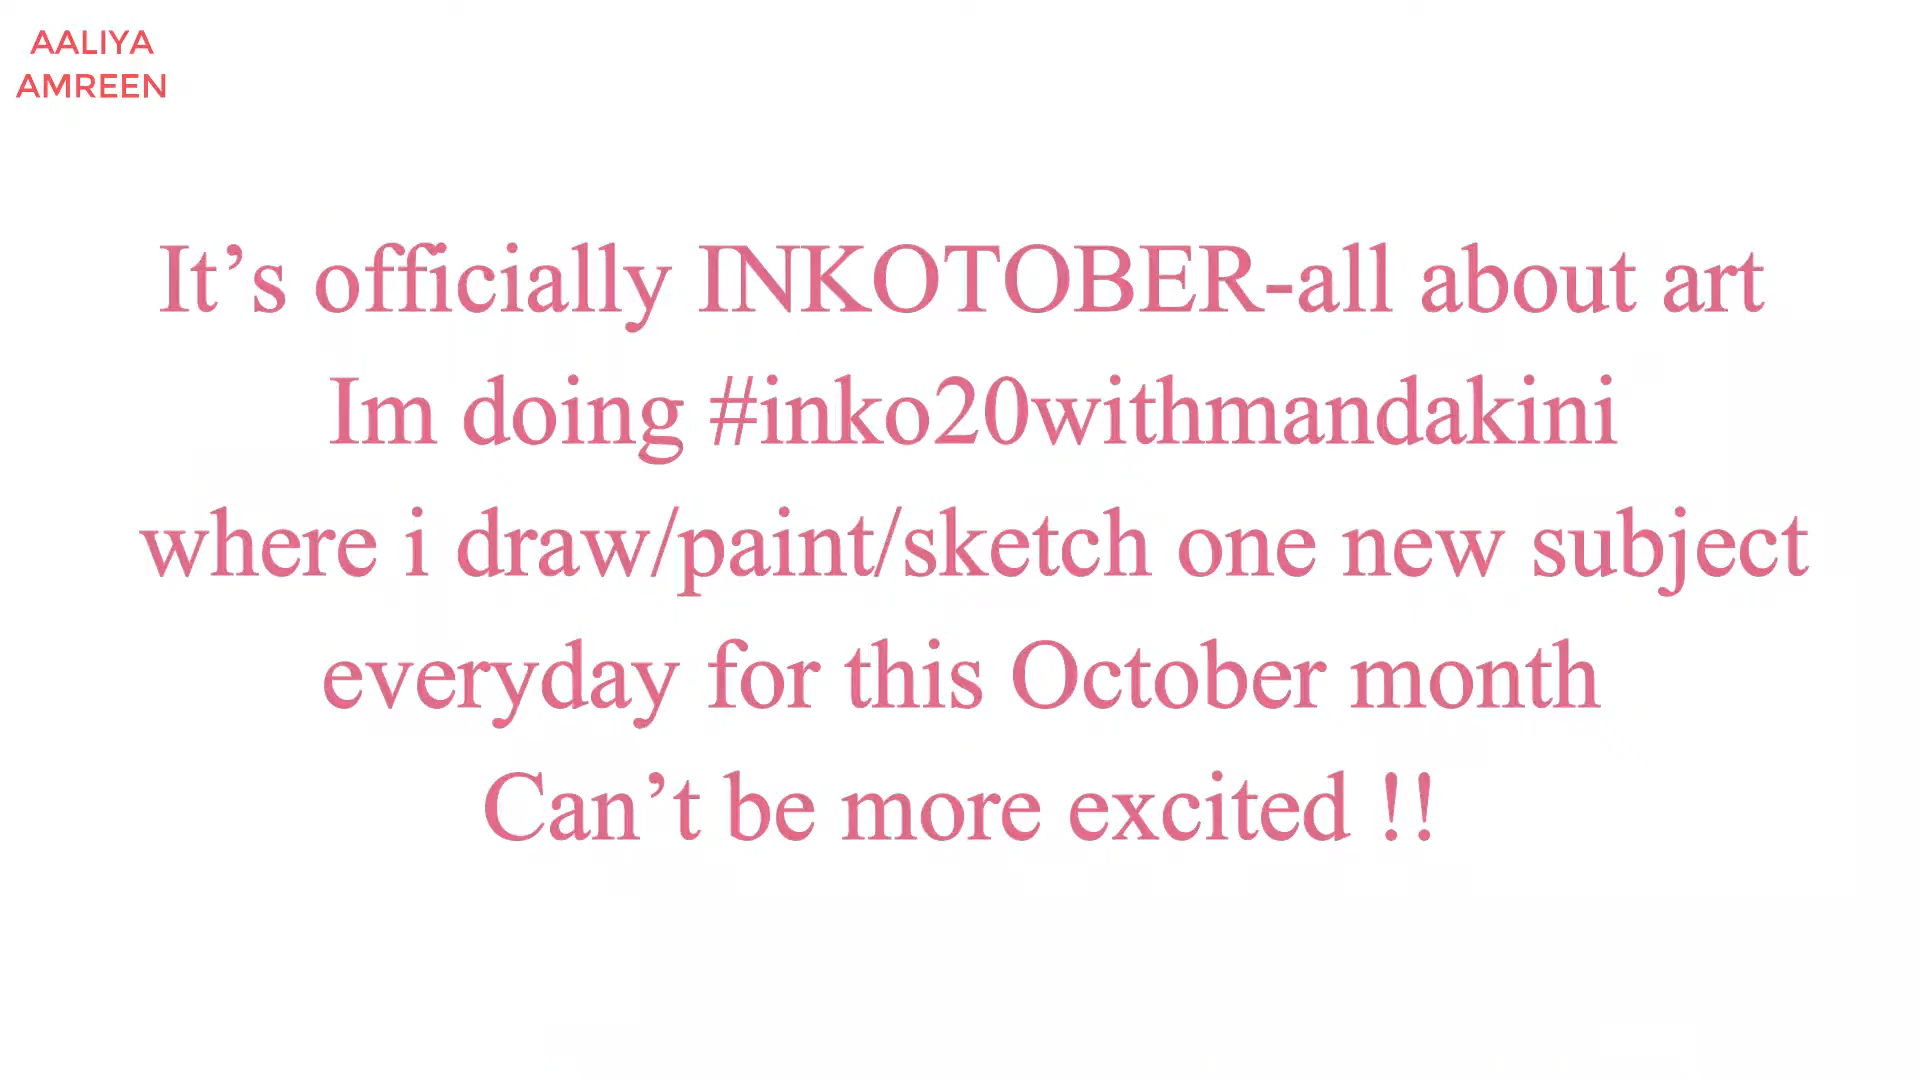 AALIYA
AMREEN
It’s officially INKOTOBER-all about art
Im doing #inko20withmandakini
where i draw/paint/sketch one new subject
everyday for this October month
Can’t be more excited !!